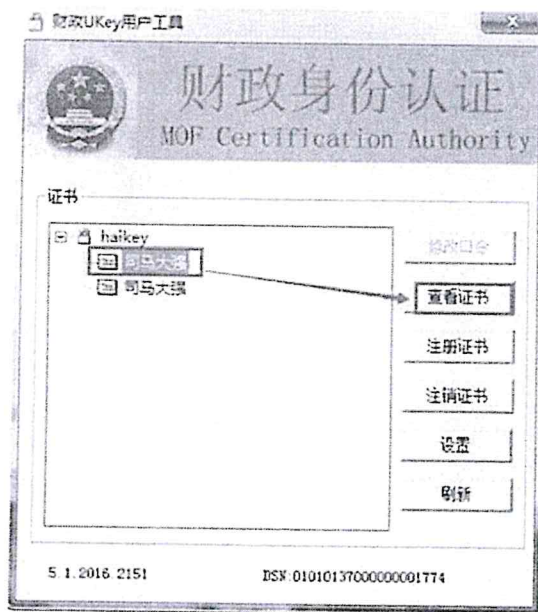 财政UKey用户工具
财政身份认证
MOF Certification Authority
证书
haikey
司马大强
司马大强
修改口令
查看证书
注册证书
注销证书
设置
刷新
5.1.2016.2151
DSN:01010137000000001774